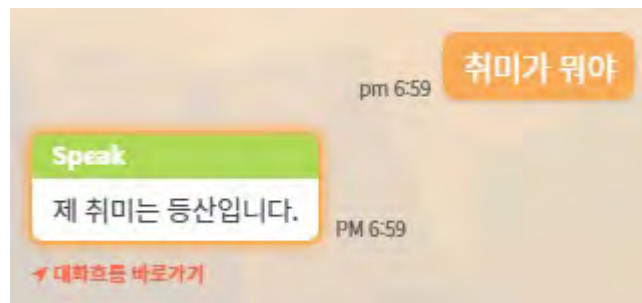 취미가 뭐야
pm 6:59
Speak
제 취미는 등산입니다.
PM 6:59
대화흐름 바로가기